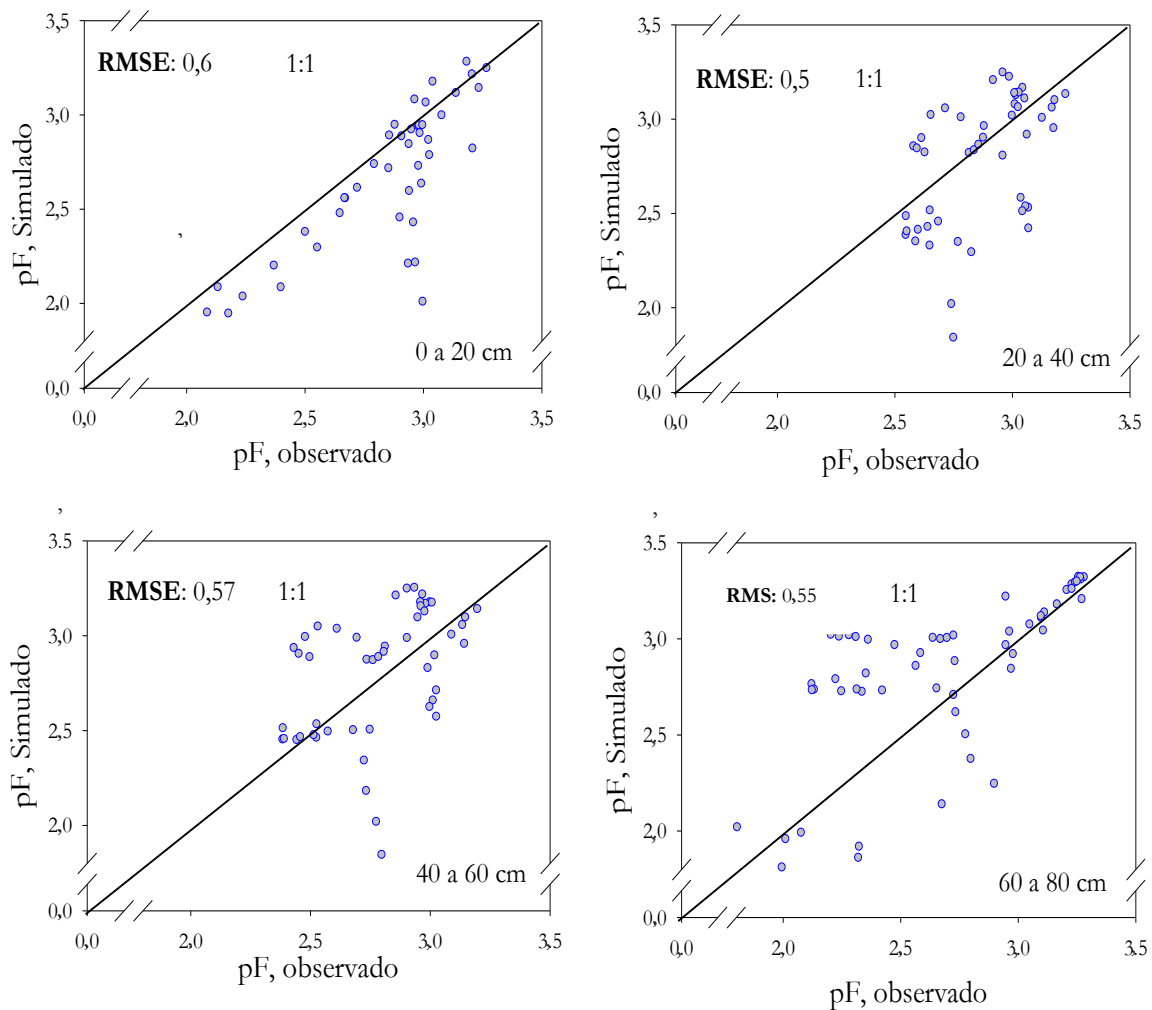 3,5
RMSE: 0,6 1:1
3,0
2,5
,
2,0
0 a 20 cm
0,0
0,0 2,0 2,5 3,0 3,5
pF, Simulado
pF, observado
3,5
RMSE: 0,5 1:1
3,0
2,5
2,0
20 a 40 cm
0,0
0,0 2,5 3,0 3,5
pF, Simulado
pF, observado
,
3,5
RMSE: 0,57 1:1
3,0
2,5
2,0
40 a 60 cm
0,0
0,0 2,0 2,5 3,0 3,5
pF, Simulado
pF, observado
,
3,5
RMS: 0,55 1:1
3,0
2,5
2,0
60 a 80 cm
0,0
0,0 2,0 2,5 3,0 3,5
pF, Simulado
pF, observado